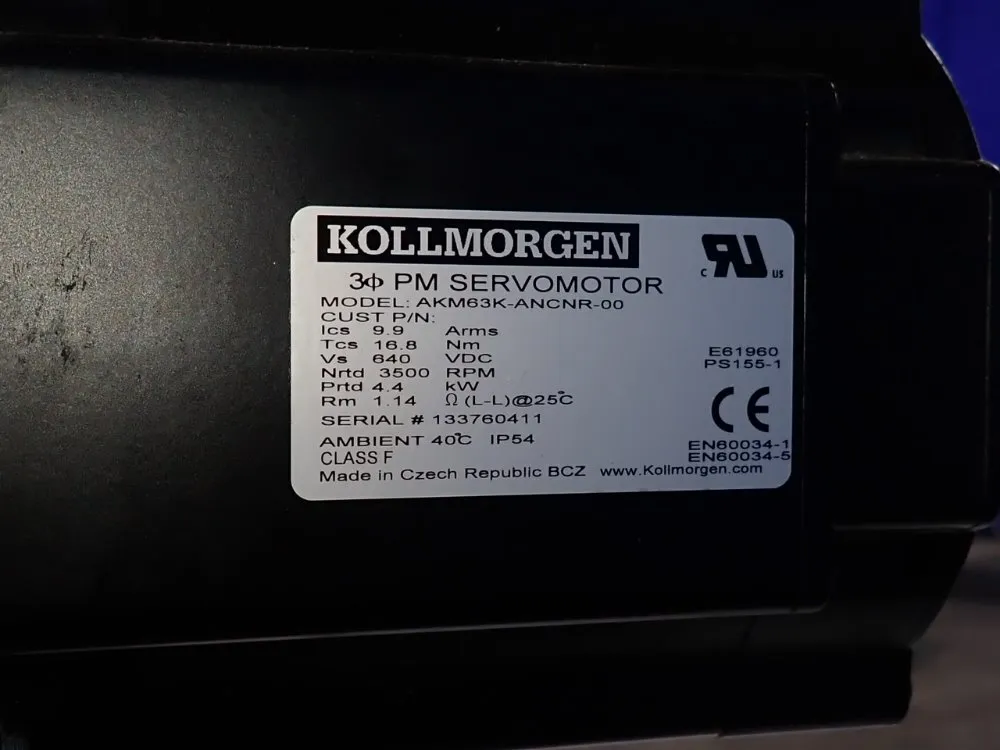 KOLLMORGEN
c RU us
3ϕ PM SERVOMOTOR
MODEL: AKM63K-ANCNR-00
CUST P/N:
Ics 9.9 Arms
Tcs 16.8 Nm
Vs 640 VDC
Nrtd 3500 RPM
Prtd 4.4 kW
Rm 1.14 Ω (L-L)@25°C
E61960
PS155-1
SERIAL # 133760411
CE
AMBIENT 40°C IP54
CLASS F
EN60034-1
EN60034-5
Made in Czech Republic BCZ www.Kollmorgen.com